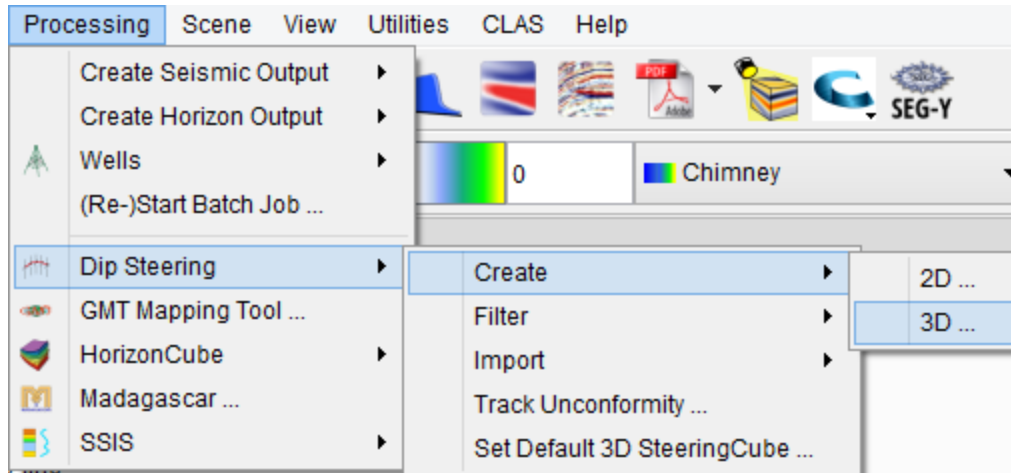 Processing Scene View Utilities CLAS Help
Create Seismic Output
Create Horizon Output
Wells
(Re-)Start Batch Job ...
PDF
Adobe
SEG-Y
0
Chimney
Dip Steering
GMT Mapping Tool ...
HorizonCube
Madagascar ...
SSIS
Create
Filter
Import
Track Unconformity ...
Set Default 3D SteeringCube ...
2D ...
3D ...